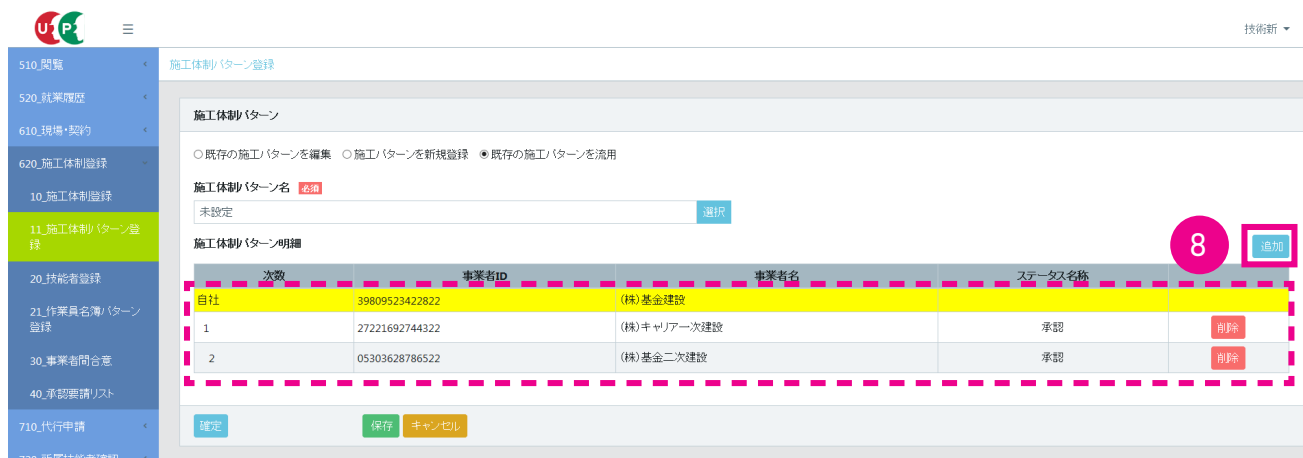 技術新
510_閲覧
520_就業履歴
610_現場・契約
620_施工体制登録
10_施工体制登録
11_施工体制パターン登
録
20_技能者登録
21_作業員名簿パターン
登録
30_事業者間合意
40_承認要請リスト
710_代行申請
施工体制パターン登録
施工体制パターン
既存の施工パターンを編集 施工パターンを新規登録 既存の施工パターンを流用
施工体制パターン名 必須
未設定 選択
施工体制パターン明細 8 追加
次数 事業者ID 事業者名 ステータス名称
自社 39809523422822 (株)基金建設
1 27221692744322 (株)キャリアー次建設 承認 削除
2 05303628786522 (株)基金二次建設 承認 削除
確定 保存 キャンセル